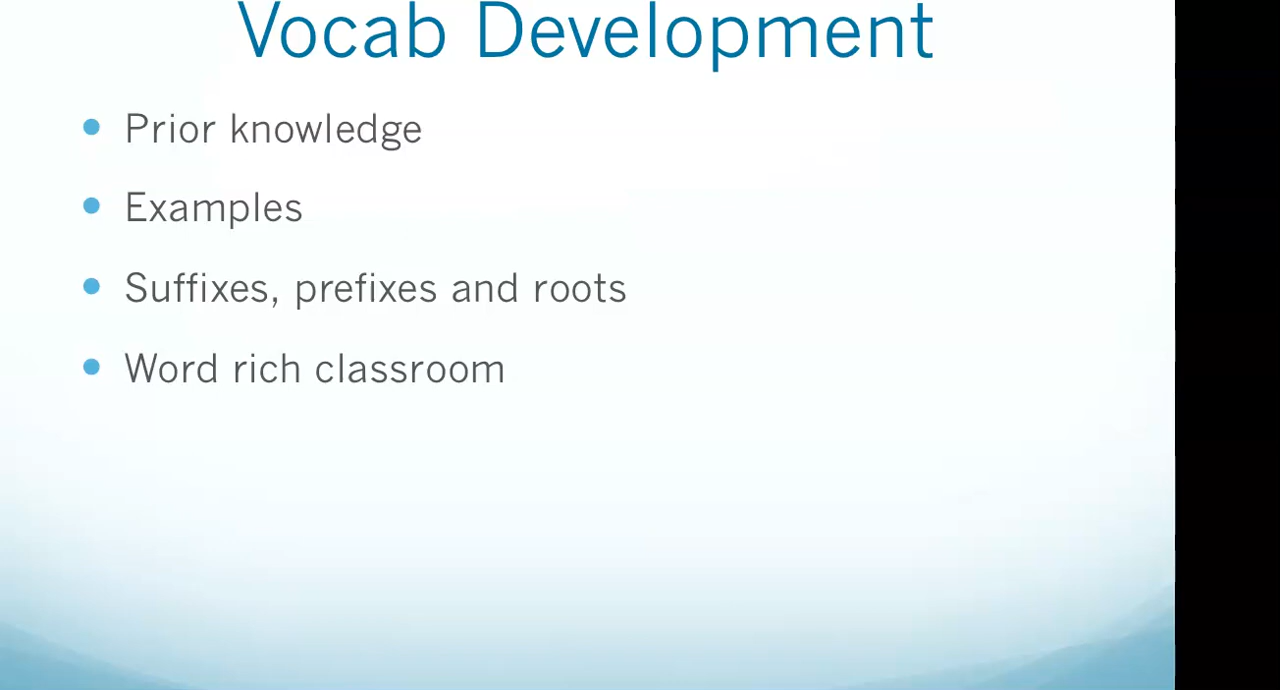 Vocab Development
• Prior knowledge
• Examples
• Suffixes, prefixes and roots
• Word rich classroom